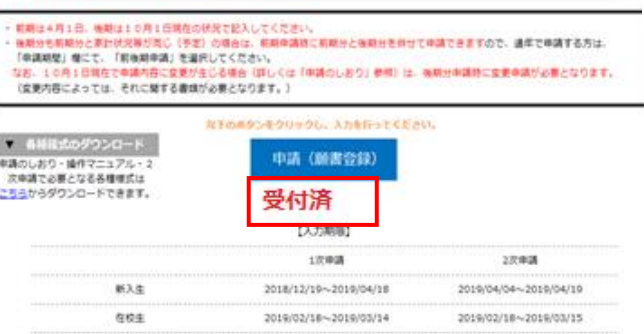 ・ 前期は４月１日、後期は１０月１日現在の状況で記入してください。
・ 後期分も前期分と家計状況等が同じ（予定）の場合は、前期申請時に前期分と後期分を併せて申請できますので、通年で申請する方は、
「申請期間」欄にて、「前後期申請」を選択してください。
なお、１０月１日現在で申請内容に変更が生じる場合（詳しくは「申請のしおり」参照）は、後期分申請時に変更申請が必要となります。
（変更内容によっては、それに関する書類が必要となります。）
以下のボタンをクリックし、入力を行ってください。
▼ 各種様式のダウンロード
申請のしおり・操作マニュアル・2
次申請で必要となる各種様式は
こちらからダウンロードできます。
申請（願書登録）
受付済
【入力期限】
1次申請 2次申請
新入生 2018/12/19～2019/04/18 2019/04/04～2019/04/19
在校生 2019/02/18～2019/03/14 2019/02/18～2019/03/15